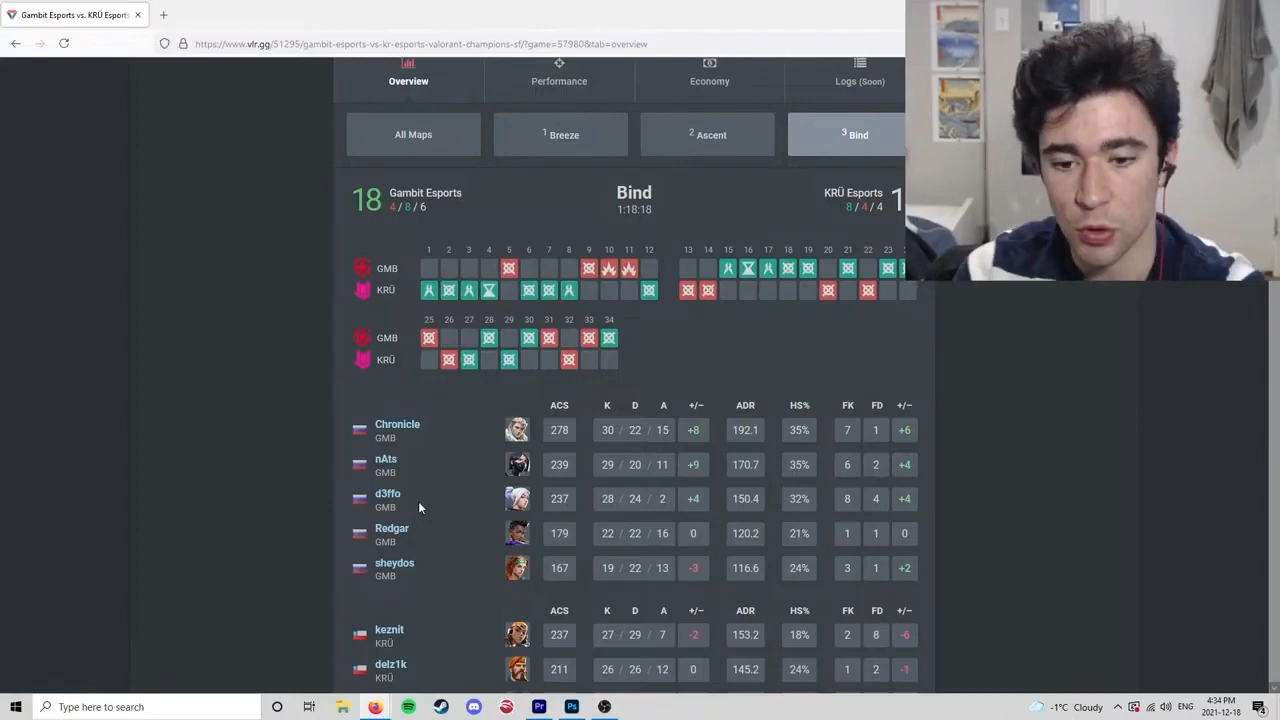 Gambit Esports vs. KRÜ Esports
https://www.vlr.gg/51295/gambit-esports-vs-kr-esports-valorant-champions-sf/?game=57980&tab=overview
Overview Performance Economy Logs (Soon)
All Maps 1 Breeze 2 Ascent 3 Bind
18 Gambit Esports Bind KRÜ Esports 1
4 / 8 / 6 1:18:18 8 / 4 / 4
1 2 3 4 5 6 7 8 9 10 11 12 13 14 15 16 17 18 19 20 21 22 23
GMB
KRÜ
25 26 27 28 29 30 31 32 33 34
GMB
KRÜ
ACS K D A +/– ADR HS% FK FD +/–
Chronicle GMB 278 30 / 22 / 15 +8 192.1 35% 7 1 +6
nAts GMB 239 29 / 20 / 11 +9 170.7 35% 6 2 +4
d3ffo GMB 237 28 / 24 / 2 +4 150.4 32% 8 4 +4
Redgar GMB 179 22 / 22 / 16 0 120.2 21% 1 1 0
sheydos GMB 167 19 / 22 / 13 -3 116.6 24% 3 1 +2
ACS K D A +/– ADR HS% FK FD +/–
keznit KRÜ 237 27 / 29 / 7 -2 153.2 18% 2 8 -6
delz1k KRÜ 211 26 / 26 / 12 0 145.2 24% 1 2 -1
Type here to search
-1°C Cloudy ENG 4:34 PM
2021-12-18
4